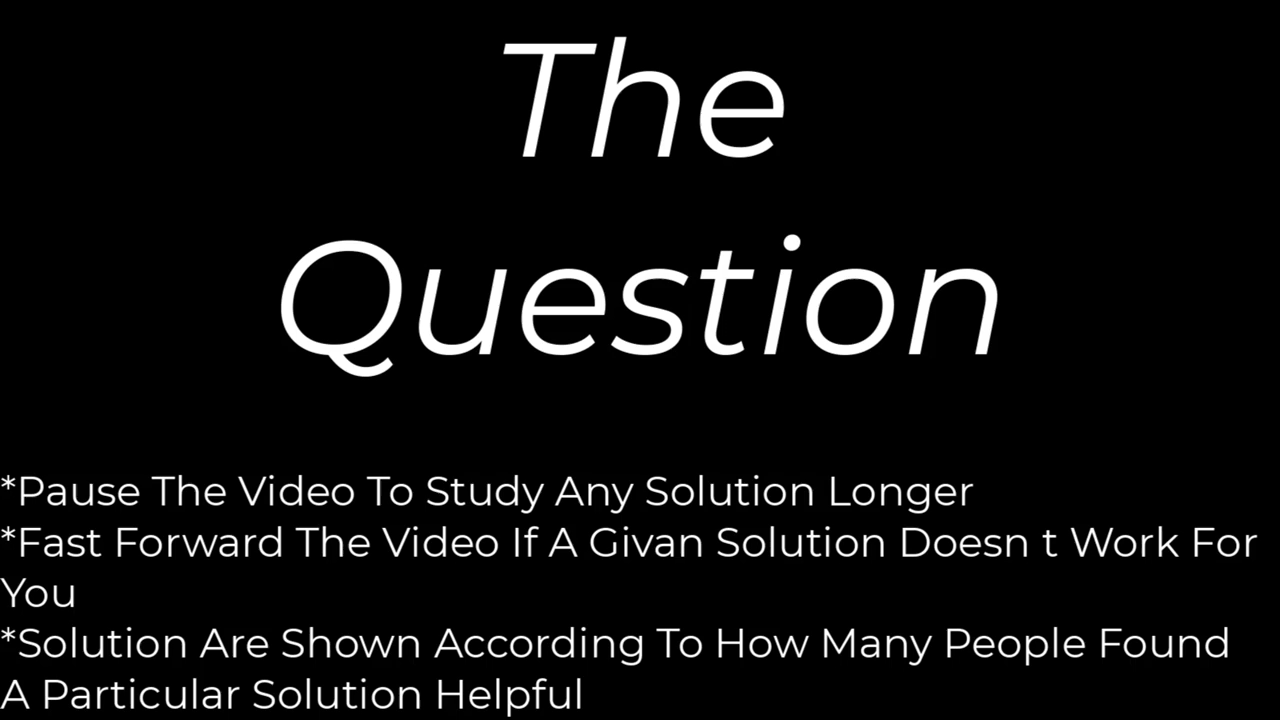 The
Question
*Pause The Video To Study Any Solution Longer
*Fast Forward The Video If A Givan Solution Doesn t Work For
You
*Solution Are Shown According To How Many People Found
A Particular Solution Helpful